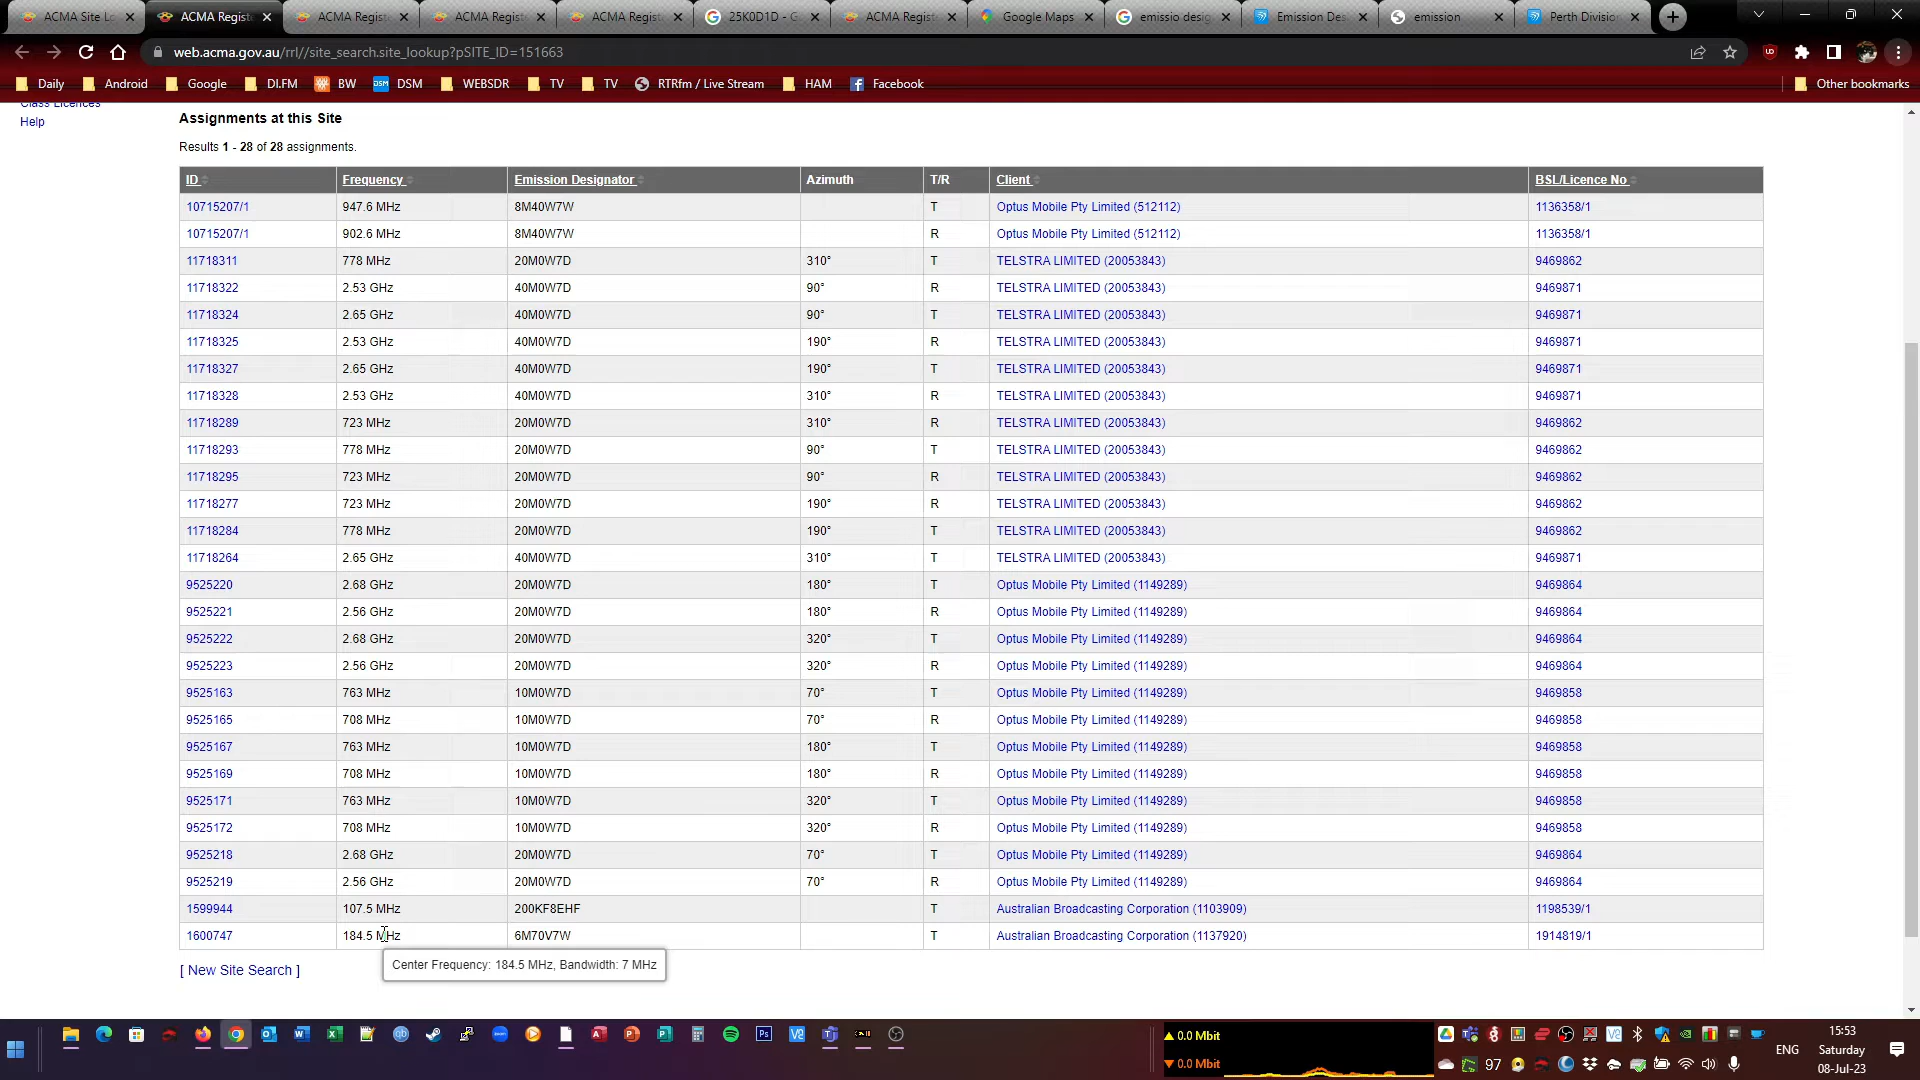 ACMA Site Lo
ACMA Registe
ACMA Registe
ACMA Registe
ACMA Registe
25K0D1D - G
ACMA Registe
Google Maps
emissio desig
Emission Des
emission
Perth Divisio
web.acma.gov.au/rrl//site_search.site_lookup?pSITE_ID=151663
Daily Android Google DI.FM BW DSM WEBSDR TV TV RTRfm / Live Stream HAM Facebook Other bookmarks
Class Licences
Help
Assignments at this Site
Results 1 - 28 of 28 assignments.
ID Frequency Emission Designator Azimuth T/R Client BSL/Licence No
10715207/1 947.6 MHz 8M40W7W T Optus Mobile Pty Limited (512112) 1136358/1
10715207/1 902.6 MHz 8M40W7W R Optus Mobile Pty Limited (512112) 1136358/1
11718311 778 MHz 20M0W7D 310° T TELSTRA LIMITED (20053843) 9469862
11718322 2.53 GHz 40M0W7D 90° R TELSTRA LIMITED (20053843) 9469871
11718324 2.65 GHz 40M0W7D 90° T TELSTRA LIMITED (20053843) 9469871
11718325 2.53 GHz 40M0W7D 190° R TELSTRA LIMITED (20053843) 9469871
11718327 2.65 GHz 40M0W7D 190° T TELSTRA LIMITED (20053843) 9469871
11718328 2.53 GHz 40M0W7D 310° R TELSTRA LIMITED (20053843) 9469871
11718289 723 MHz 20M0W7D 310° R TELSTRA LIMITED (20053843) 9469862
11718293 778 MHz 20M0W7D 90° T TELSTRA LIMITED (20053843) 9469862
11718295 723 MHz 20M0W7D 90° R TELSTRA LIMITED (20053843) 9469862
11718277 723 MHz 20M0W7D 190° R TELSTRA LIMITED (20053843) 9469862
11718284 778 MHz 20M0W7D 190° T TELSTRA LIMITED (20053843) 9469862
11718264 2.65 GHz 40M0W7D 310° T TELSTRA LIMITED (20053843) 9469871
9525220 2.68 GHz 20M0W7D 180° T Optus Mobile Pty Limited (1149289) 9469864
9525221 2.56 GHz 20M0W7D 180° R Optus Mobile Pty Limited (1149289) 9469864
9525222 2.68 GHz 20M0W7D 320° T Optus Mobile Pty Limited (1149289) 9469864
9525223 2.56 GHz 20M0W7D 320° R Optus Mobile Pty Limited (1149289) 9469864
9525163 763 MHz 10M0W7D 70° T Optus Mobile Pty Limited (1149289) 9469858
9525165 708 MHz 10M0W7D 70° R Optus Mobile Pty Limited (1149289) 9469858
9525167 763 MHz 10M0W7D 180° T Optus Mobile Pty Limited (1149289) 9469858
9525169 708 MHz 10M0W7D 180° R Optus Mobile Pty Limited (1149289) 9469858
9525171 763 MHz 10M0W7D 320° T Optus Mobile Pty Limited (1149289) 9469858
9525172 708 MHz 10M0W7D 320° R Optus Mobile Pty Limited (1149289) 9469858
9525218 2.68 GHz 20M0W7D 70° T Optus Mobile Pty Limited (1149289) 9469864
9525219 2.56 GHz 20M0W7D 70° R Optus Mobile Pty Limited (1149289) 9469864
1599944 107.5 MHz 200KF8EHF T Australian Broadcasting Corporation (1103909) 1198539/1
1600747 184.5 MHz 6M70V7W T Australian Broadcasting Corporation (1137920) 1914819/1
Center Frequency: 184.5 MHz, Bandwidth: 7 MHz
[ New Site Search ]
0.0 Mbit
0.0 Mbit
97
ENG
15:53
Saturday
08-Jul-23